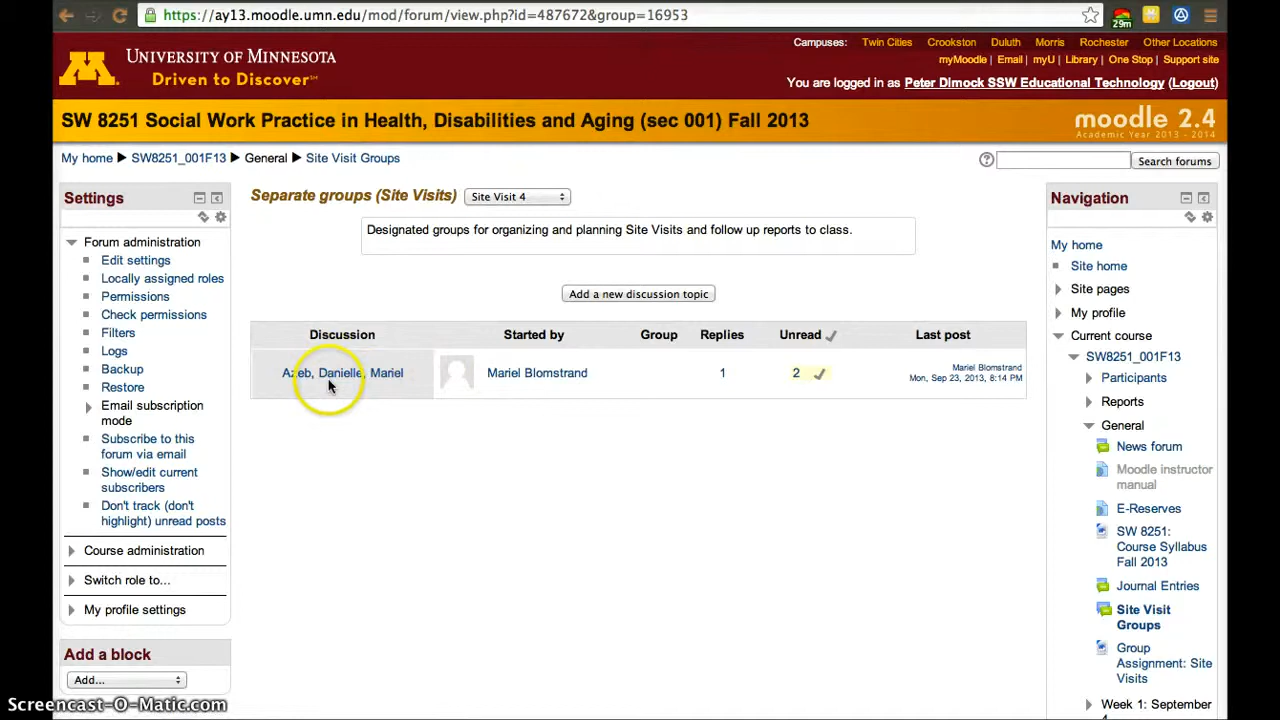 https://ay13.moodle.umn.edu/mod/forum/view.php?id=487672&group=16953
29m
UNIVERSITY OF MINNESOTA
Driven to Discover℠
Campuses: Twin Cities Crookston Duluth Morris Rochester Other Locations
myMoodle | Email | myU | Library | One Stop | Support site
You are logged in as Peter Dimock SSW Educational Technology (Logout)
SW 8251 Social Work Practice in Health, Disabilities and Aging (sec 001) Fall 2013
moodle 2.4
Academic Year 2013 - 2014
My home ▶ SW8251_001F13 ▶ General ▶ Site Visit Groups
Search forums
Settings
Forum administration
Edit settings
Locally assigned roles
Permissions
Check permissions
Filters
Logs
Backup
Restore
Email subscription
mode
Subscribe to this
forum via email
Show/edit current
subscribers
Don't track (don't
highlight) unread posts
Course administration
Switch role to...
My profile settings
Add a block
Add...
Separate groups (Site Visits) Site Visit 4
Designated groups for organizing and planning Site Visits and follow up reports to class.
Add a new discussion topic
Discussion Started by Group Replies Unread ✓ Last post
Azeb, Danielle, Mariel Mariel Blomstrand 1 2 ✓ Mariel Blomstrand
Mon, Sep 23, 2013, 8:14 PM
Navigation
My home
Site home
Site pages
My profile
Current course
SW8251_001F13
Participants
Reports
General
News forum
Moodle instructor
manual
E-Reserves
SW 8251:
Course Syllabus
Fall 2013
Journal Entries
Site Visit
Groups
Group
Assignment: Site
Visits
Week 1: September
Screencast-O-Matic.com